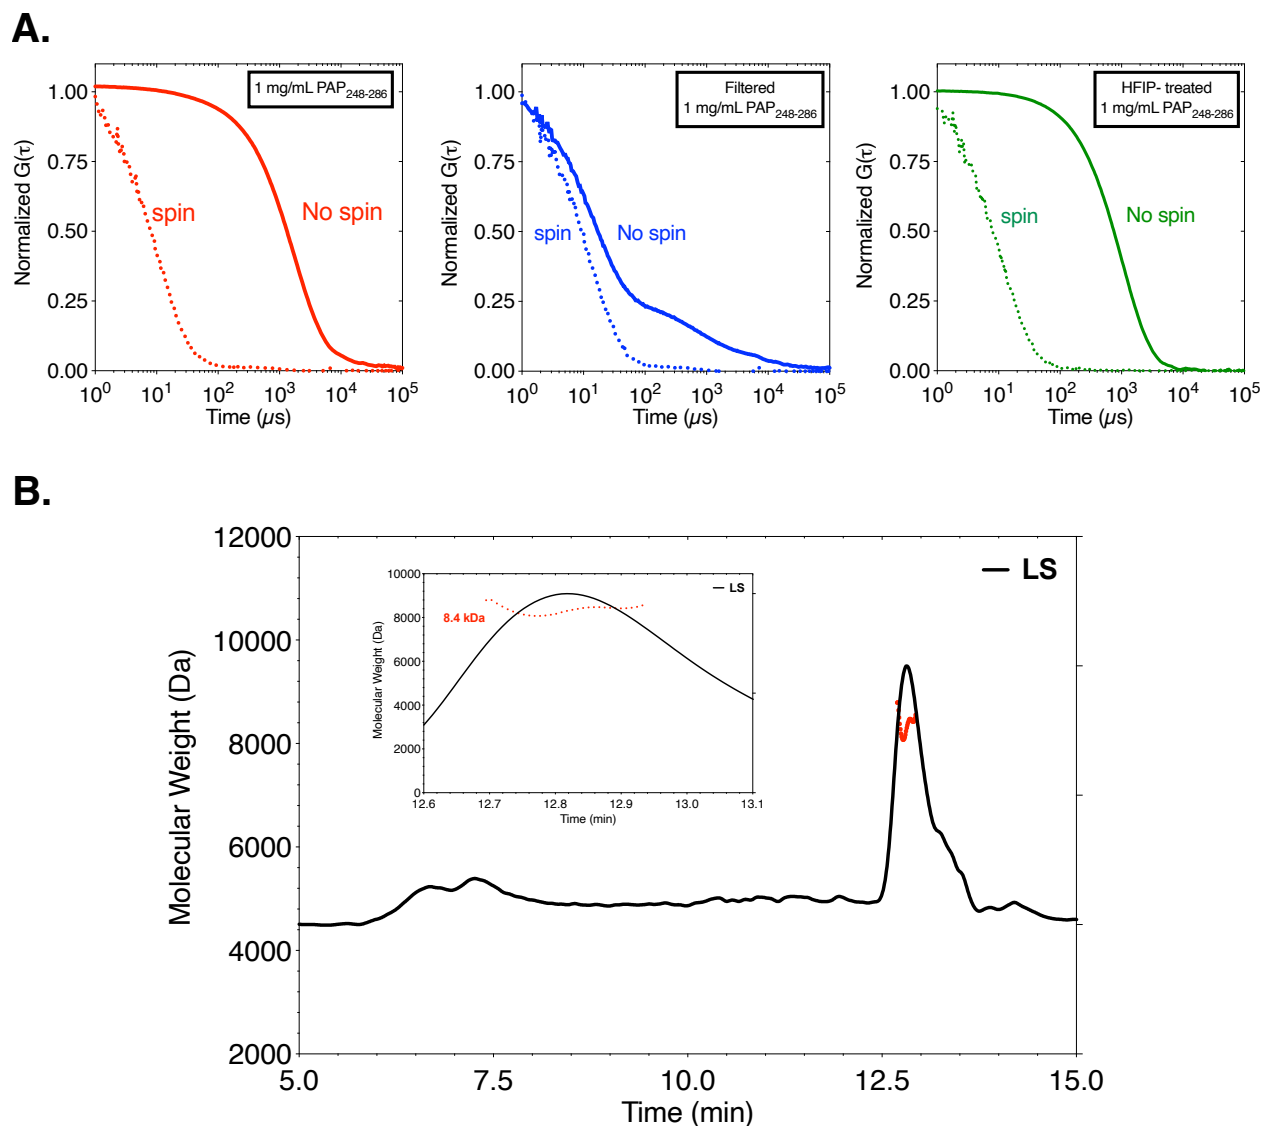 A.
1 mg/mL PAP248-286
Normalized G(τ)
1.00
0.75
0.50
0.25
0.00
spin
No spin
10^0 10^1 10^2 10^3 10^4 10^5
Time (µs)
Filtered
1 mg/mL PAP248-286
Normalized G(τ)
1.00
0.75
0.50
0.25
0.00
spin
No spin
10^0 10^1 10^2 10^3 10^4 10^5
Time (µs)
HFIP- treated
1 mg/mL PAP248-286
Normalized G(τ)
1.00
0.75
0.50
0.25
0.00
spin
No spin
10^0 10^1 10^2 10^3 10^4 10^5
Time (µs)
B.
Molecular Weight (Da)
12000
10000
8000
6000
4000
2000
LS
5.0 7.5 10.0 12.5 15.0
Time (min)
Molecular Weight (Da)
10000
8000
6000
4000
2000
0
LS
8.4 kDa
12.6 12.7 12.8 12.9 13.0 13.1
Time (min)